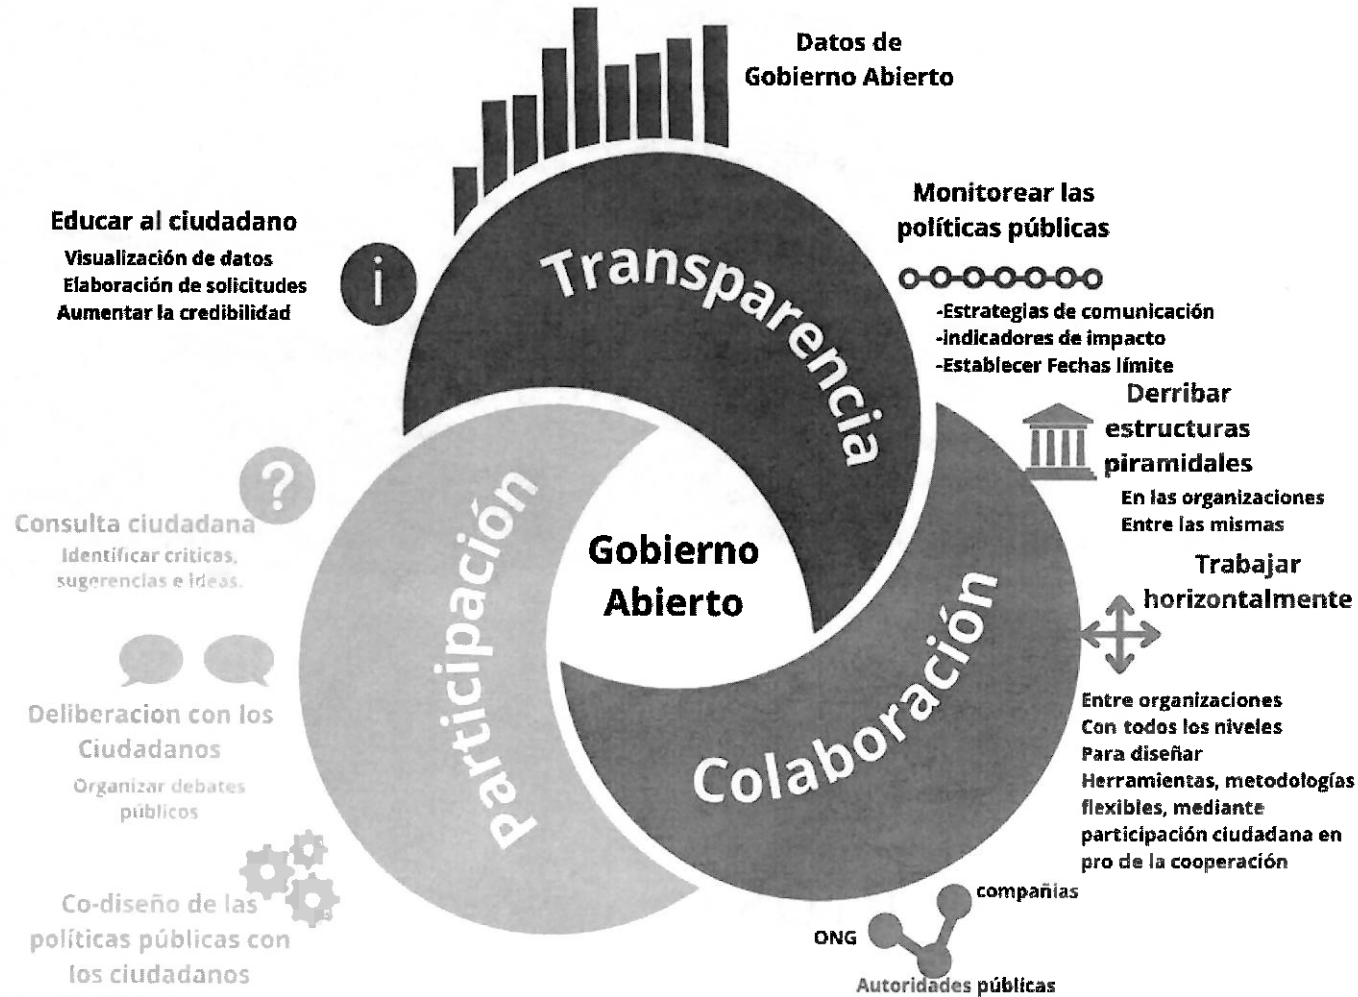 Datos de
Gobierno Abierto
Monitorear las
políticas públicas
-Estrategias de comunicación
-indicadores de impacto
-Establecer Fechas límite
Educar al ciudadano
Visualización de datos
Elaboración de solicitudes
Aumentar la credibilidad
i
Transparencia
Derribar
estructuras
piramidales
En las organizaciones
Entre las mismas
Trabajar
horizontalmente
Entre organizaciones
Con todos los niveles
Para diseñar
Herramientas, metodologías
flexibles, mediante
participación ciudadana en
pro de la cooperación
Colaboración
compañias
ONG
Autoridades públicas
Gobierno
Abierto
Participación
?
Consulta ciudadana
Identificar criticas,
sugerencias e ideas.
Deliberacion con los
Ciudadanos
Organizar debates
públicos
Co-diseño de las
políticas públicas con
los ciudadanos